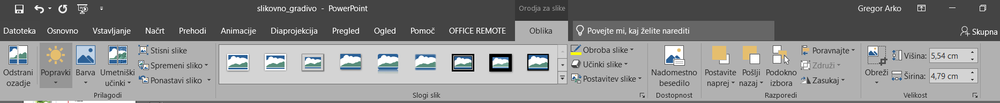 slikovno_gradivo - PowerPoint
Orodja za slike
Gregor Arko
Datoteka Osnovno Vstavljanje Načrt Prehodi Animacije Diaprojekcija Pregled Ogled Pomoč OFFICE REMOTE Oblika Povejte mi, kaj želite narediti Skupna
Odstrani ozadje
Popravki
Barva
Umetniški učinki
Stisni slike
Spremeni sliko
Ponastavi sliko
Prilagodi
Obroba slike
Učinki slike
Postavitev slike
Slogi slik
Nadomestno besedilo
Dostopnost
Postavite naprej
Pošlji nazaj
Podokno izbora
Poravnajte
Združi
Zasukaj
Razporedi
Obreži
Višina: 5,54 cm
Širina: 4,79 cm
Velikost